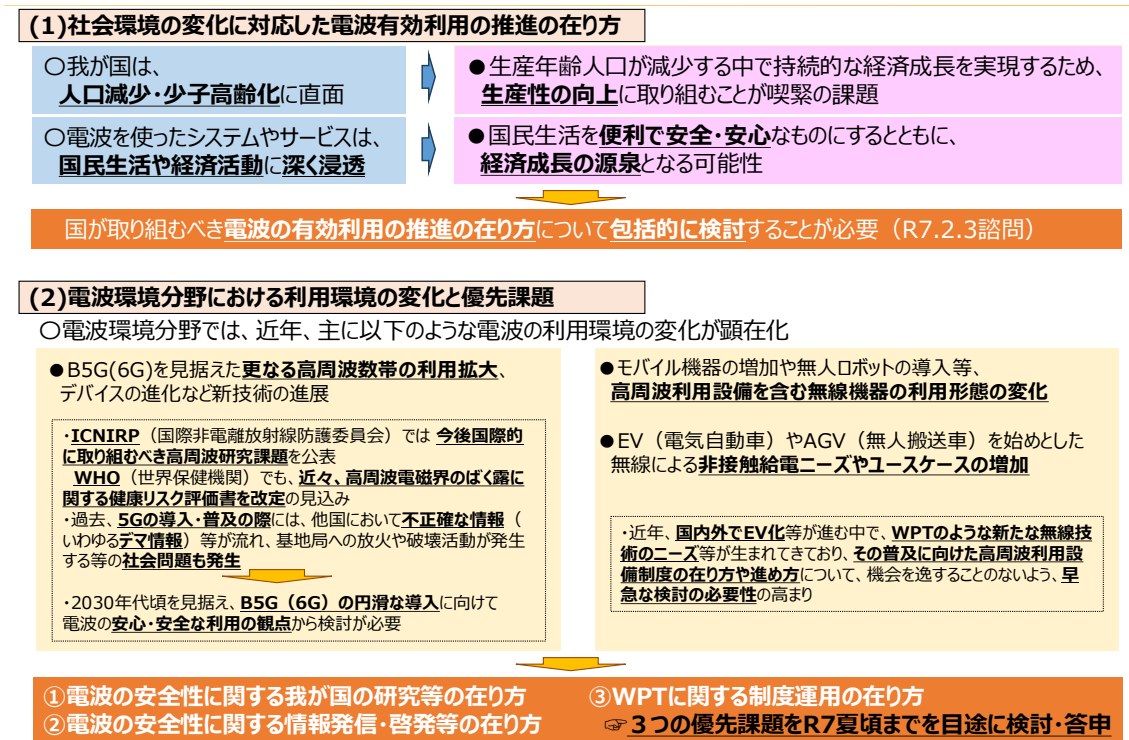 (1)社会環境の変化に対応した電波有効利用の推進の在り方
〇我が国は、
人口減少・少子高齢化に直面
●生産年齢人口が減少する中で持続的な経済成長を実現するため、
生産性の向上に取り組むことが喫緊の課題
〇電波を使ったシステムやサービスは、
国民生活や経済活動に深く浸透
●国民生活を便利で安全・安心なものにするとともに、
経済成長の源泉となる可能性
国が取り組むべき電波の有効利用の推進の在り方について包括的に検討することが必要（R7.2.3諮問）
(2)電波環境分野における利用環境の変化と優先課題
〇電波環境分野では、近年、主に以下のような電波の利用環境の変化が顕在化
●B5G(6G)を見据えた更なる高周波数帯の利用拡大、
デバイスの進化など新技術の進展
・ICNIRP（国際非電離放射線防護委員会）では 今後国際的
に取り組むべき高周波研究課題を公表
WHO（世界保健機関）でも、近々、高周波電磁界のばく露に
関する健康リスク評価書を改定の見込み
・過去、5Gの導入・普及の際には、他国において不正確な情報（
いわゆるデマ情報）等が流れ、基地局への放火や破壊活動が発生
する等の社会問題も発生
・2030年代頃を見据え、B5G（6G）の円滑な導入に向けて
電波の安心・安全な利用の観点から検討が必要
●モバイル機器の増加や無人ロボットの導入等、
高周波利用設備を含む無線機器の利用形態の変化
●EV（電気自動車）やAGV（無人搬送車）を始めとした
無線による非接触給電ニーズやユースケースの増加
・近年、国内外でEV化等が進む中で、WPTのような新たな無線技
術のニーズ等が生まれてきており、その普及に向けた高周波利用設
備制度の在り方や進め方について、機会を逸することのないよう、早
急な検討の必要性の高まり
①電波の安全性に関する我が国の研究等の在り方
②電波の安全性に関する情報発信・啓発等の在り方
③WPTに関する制度運用の在り方
☞３つの優先課題をR7夏頃までを目途に検討・答申